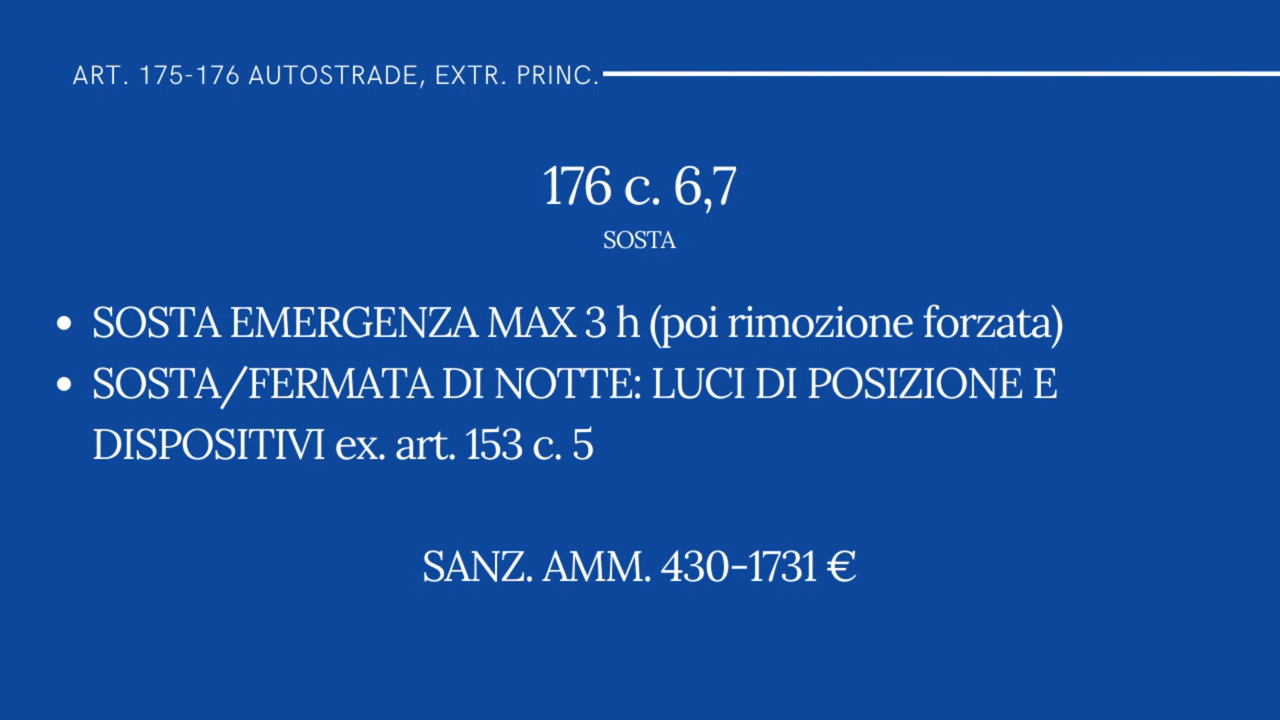 ART. 175-176 AUTOSTRADE, EXTR. PRINC.
176 c. 6,7
SOSTA
• SOSTA EMERGENZA MAX 3 h (poi rimozione forzata)
• SOSTA/FERMATA DI NOTTE: LUCI DI POSIZIONE E
DISPOSITIVI ex. art. 153 c. 5
SANZ. AMM. 430-1731 €